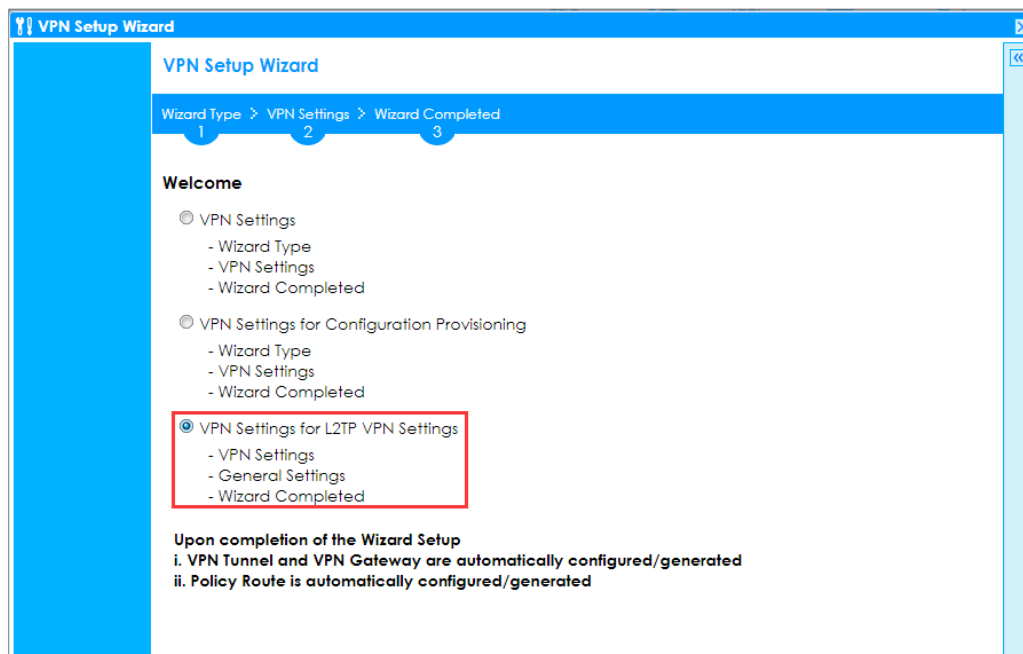 VPN Setup Wizard
VPN Setup Wizard
Wizard Type > VPN Settings > Wizard Completed
1 2 3
Welcome
VPN Settings
- Wizard Type
- VPN Settings
- Wizard Completed
VPN Settings for Configuration Provisioning
- Wizard Type
- VPN Settings
- Wizard Completed
VPN Settings for L2TP VPN Settings
- VPN Settings
- General Settings
- Wizard Completed
Upon completion of the Wizard Setup
i. VPN Tunnel and VPN Gateway are automatically configured/generated
ii. Policy Route is automatically configured/generated